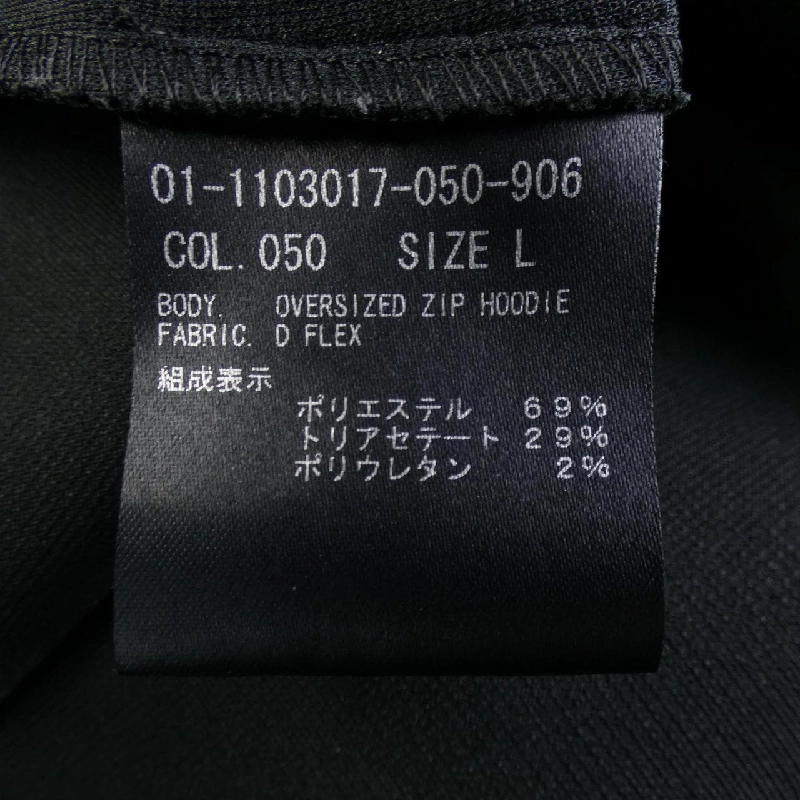 01-1103017-050-906
COL.050 SIZE L
BODY. OVERSIZED ZIP HOODIE
FABRIC. D FLEX
組成表示
ポリエステル 69%
トリアセテート 29%
ポリウレタン 2%